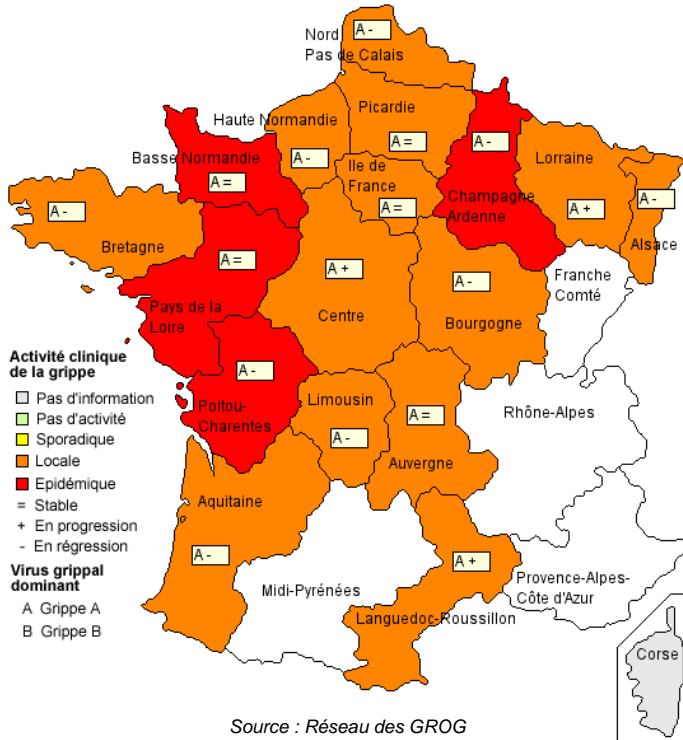 A -
Nord
Pas de Calais
Haute Normandie
Picardie
A -
A =
A -
Basse Normandie
A =
Ile de
France
A =
Lorraine
A +
A -
Champagne
Ardenne
Alsace
A -
Bretagne
A =
A +
A -
Franche
Comté
Pays de la
Loire
Centre
Bourgogne
Activité clinique
de la grippe
Pas d'information
Pas d'activité
Sporadique
Locale
Epidémique
= Stable
+ En progression
- En régression
Virus grippal
dominant
A Grippe A
B Grippe B
A -
Poitou-
Charentes
Limousin
A -
A =
Auvergne
Rhône-Alpes
Aquitaine
A -
A +
Midi-Pyrénées
Provence-Alpes-
Côte d'Azur
Languedoc-Roussillon
Corse
Source : Réseau des GROG